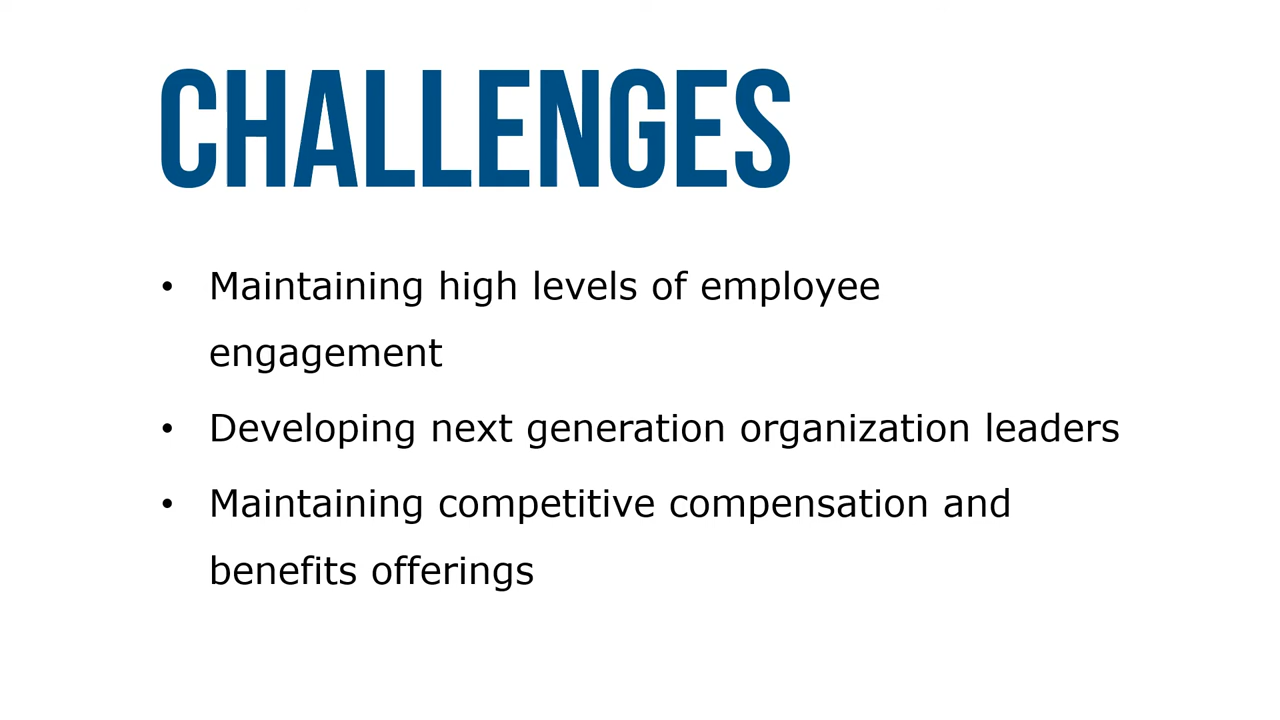 CHALLENGES
• Maintaining high levels of employee
engagement
• Developing next generation organization leaders
• Maintaining competitive compensation and
benefits offerings